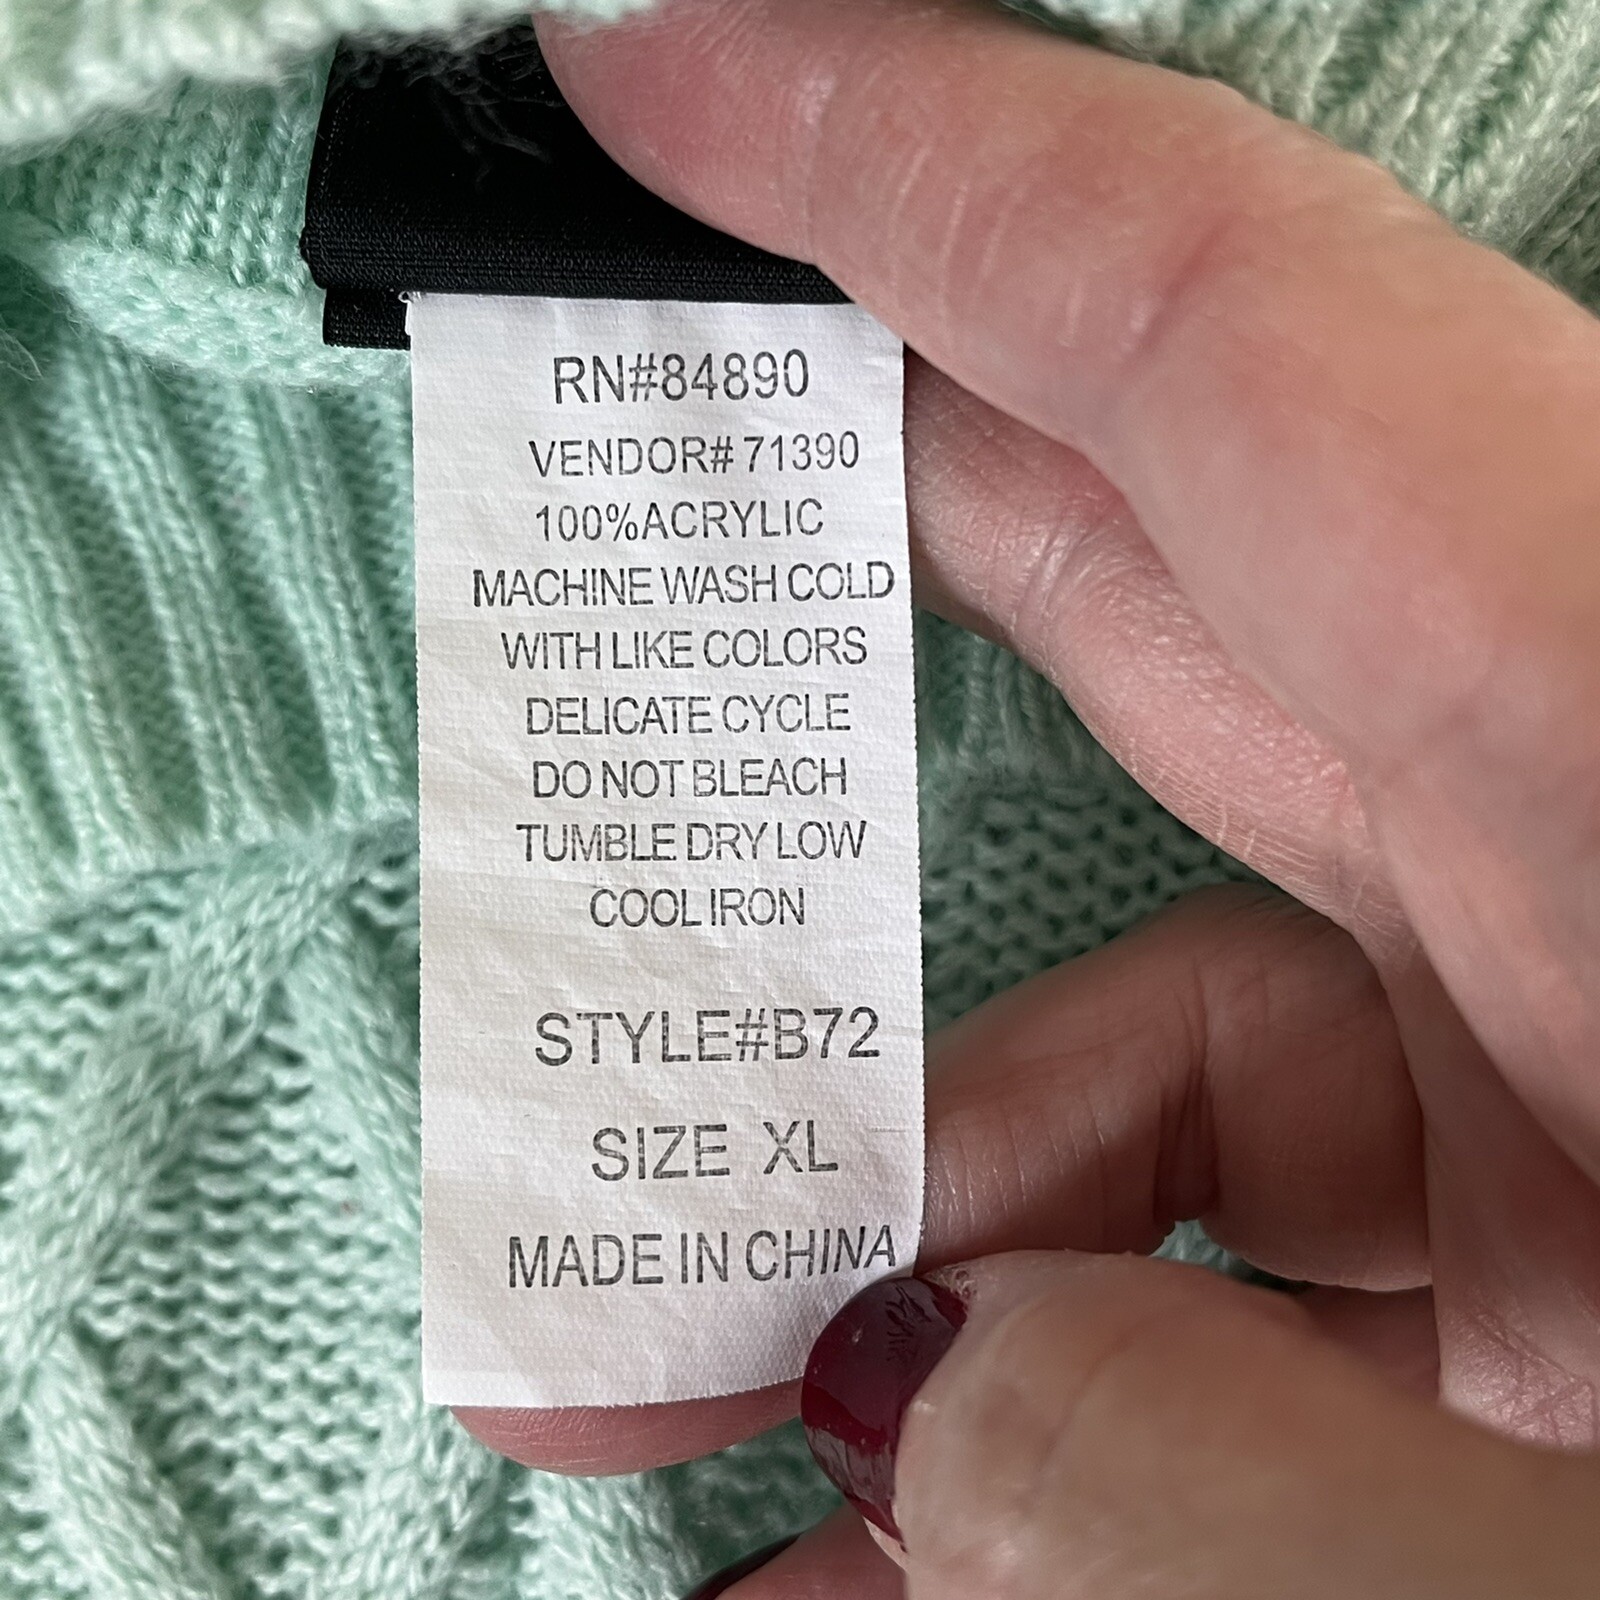 RN#84890
VENDOR# 71390
100%ACRYLIC
MACHINE WASH COLD
WITH LIKE COLORS
DELICATE CYCLE
DO NOT BLEACH
TUMBLE DRY LOW
COOL IRON
STYLE#B72
SIZE XL
MADE IN CHINA